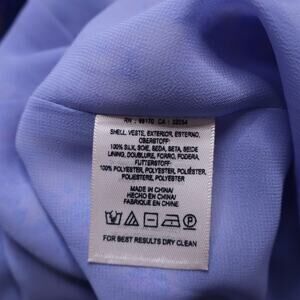 RN : 99170 CA : 32054
SHELL, VESTE, EXTERIOR, ESTERNO,
OBERSTOFF:
100% SILK, SOIE, SEDA, SETA, SEIDE
LINING, DOUBLURE, FORRO, FODERA,
FUTTERSTOFF:
100% POLYESTER, POLYESTER, POLIÉSTER,
POLIESTERE, POLYESTER
MADE IN CHINA/
HECHO EN CHINA/
FABRIQUE EN CHINE
FOR BEST RESULTS DRY CLEAN